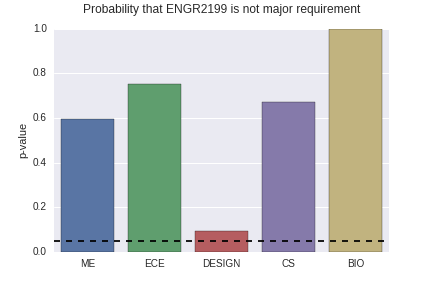 Probability that ENGR2199 is not major requirement
1.0
0.8
0.6
0.4
0.2
0.0
p-value
ME ECE DESIGN CS BIO